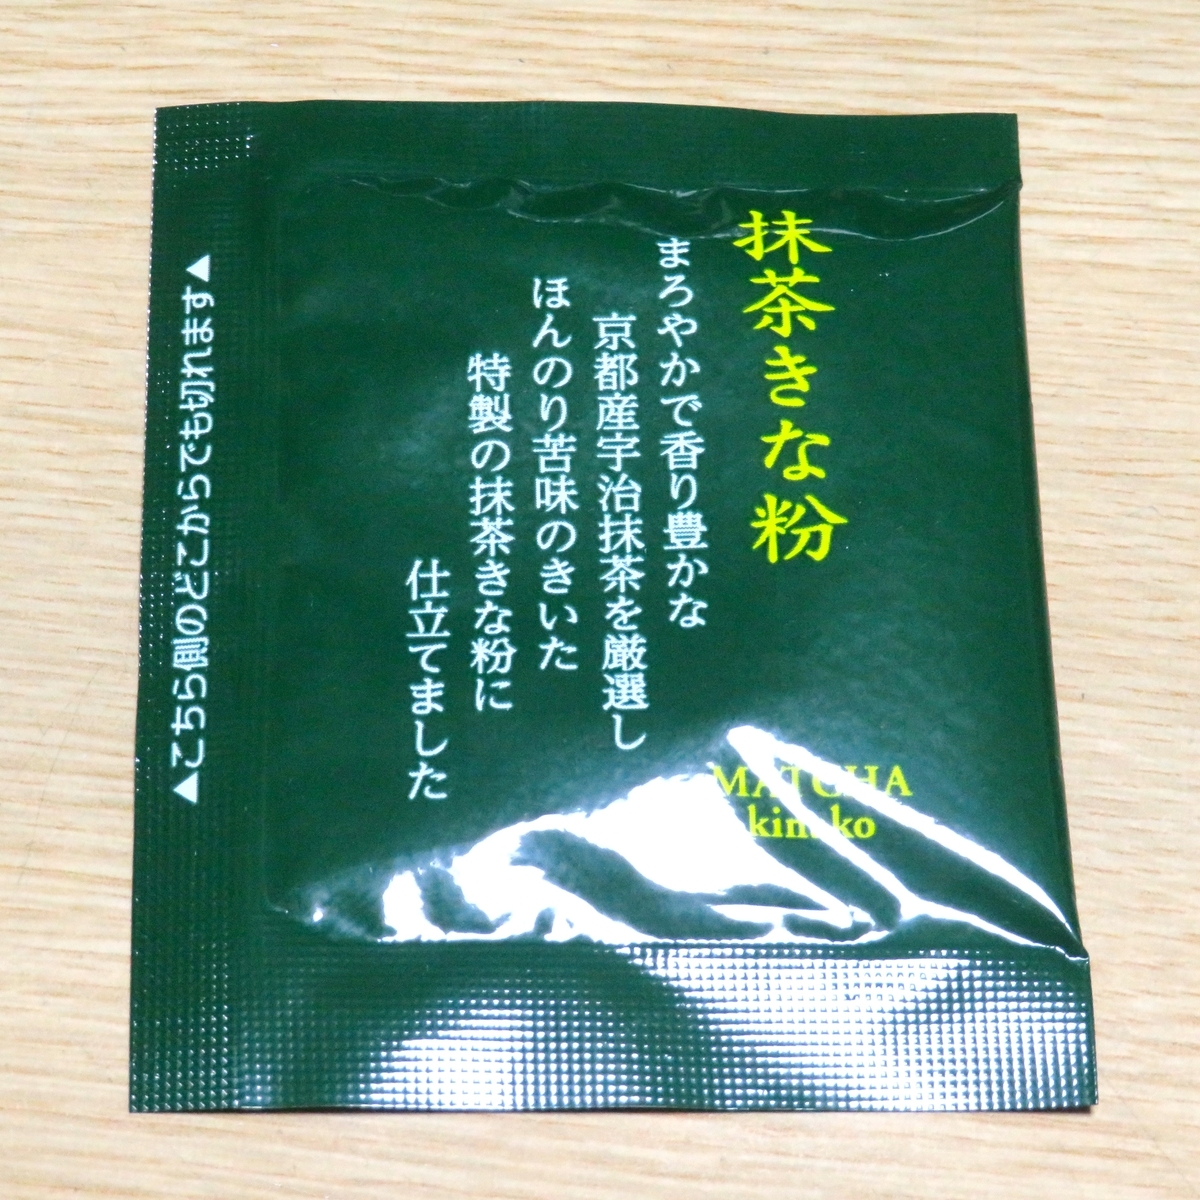 抹茶きな粉
まろやかで香り豊かな
京都産宇治抹茶を厳選し
ほんのり苦味のきいた
特製の抹茶きな粉に
仕立てました
MATCHA
kinako
▲こちら側のどこからでも切れます▲